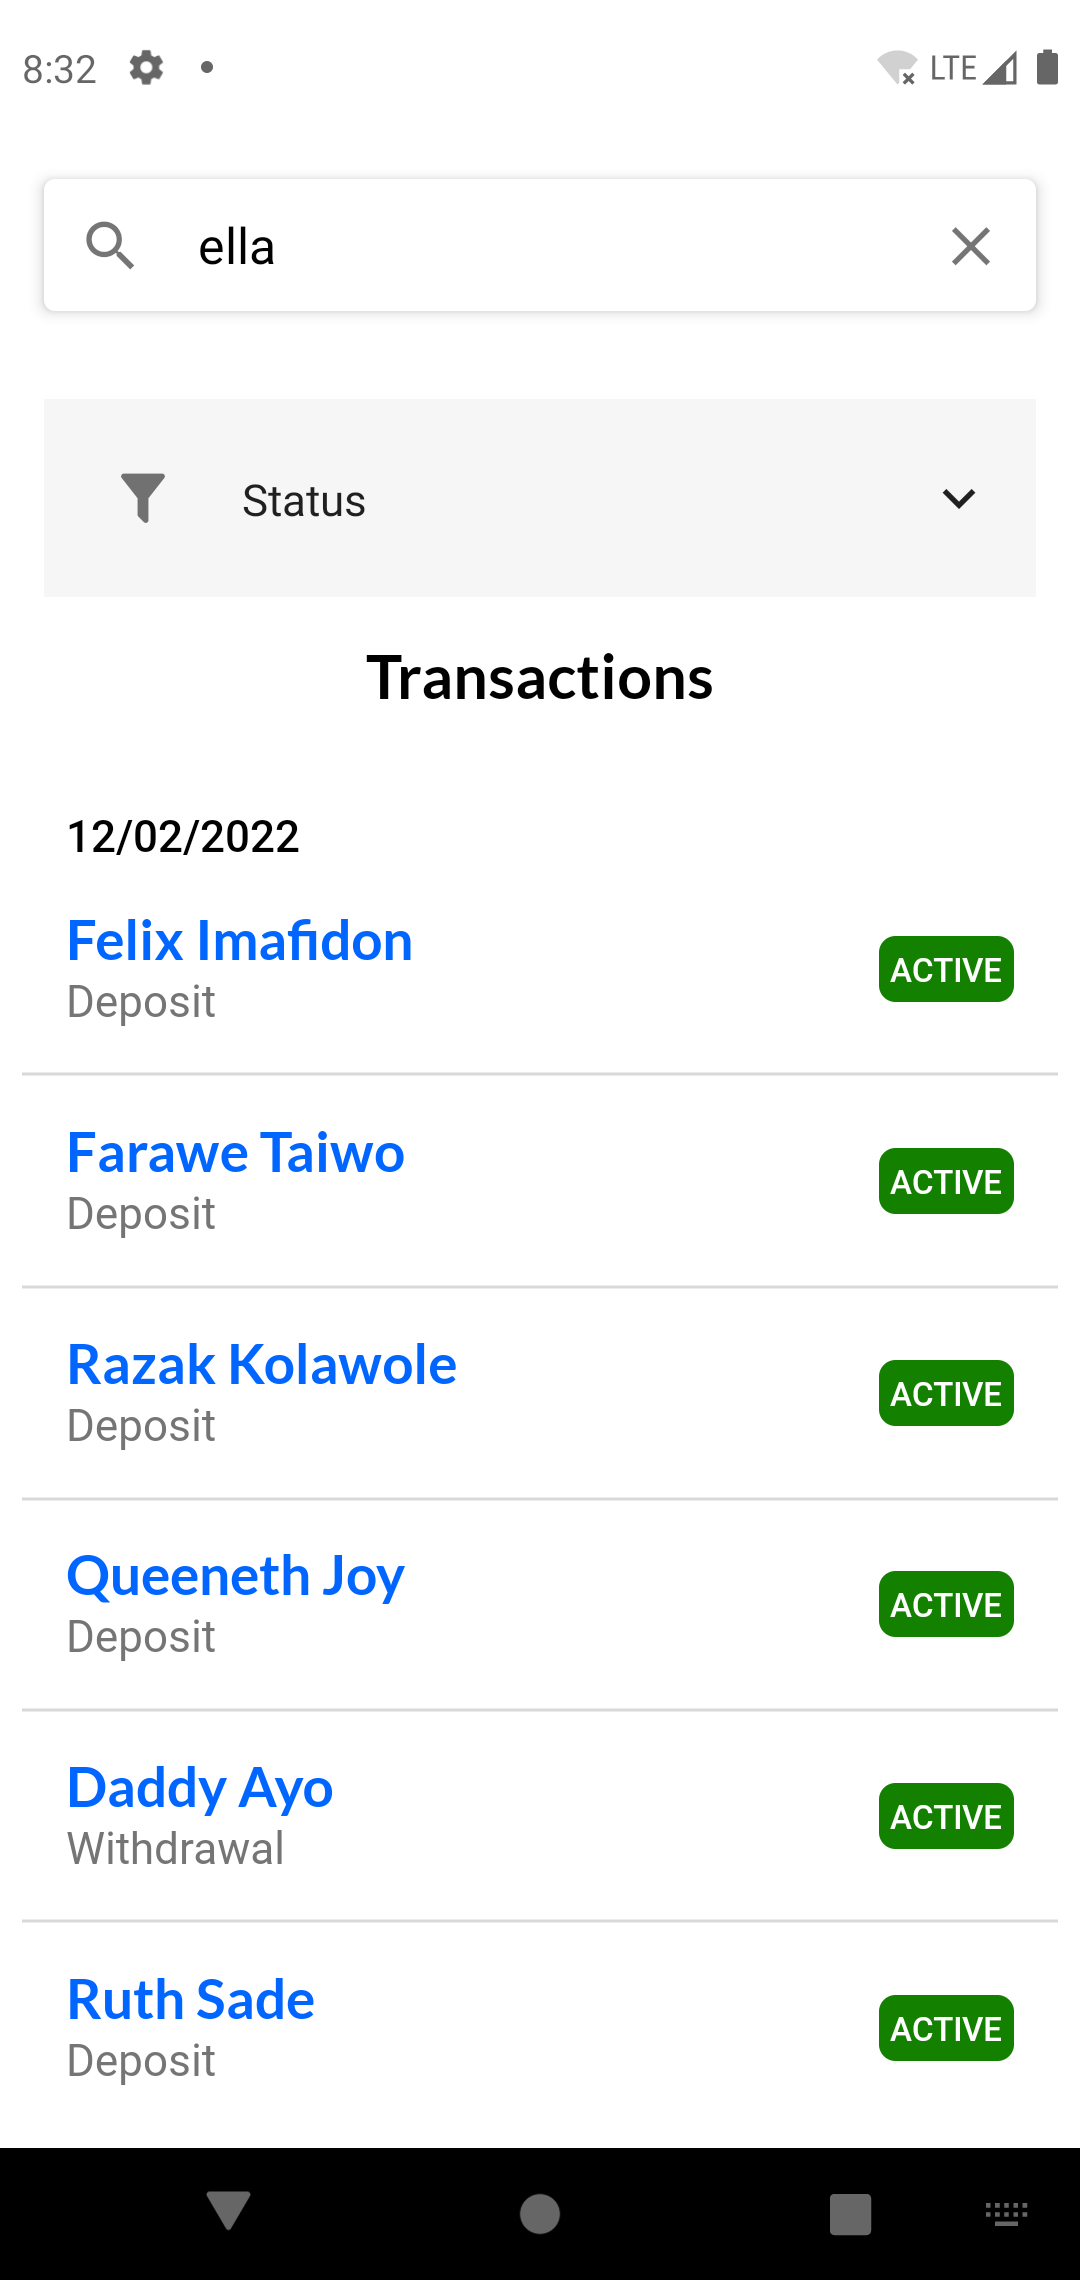 8:32 LTE
ella
Status
Transactions
12/02/2022
Felix Imafidon
Deposit
ACTIVE
Farawe Taiwo
Deposit
ACTIVE
Razak Kolawole
Deposit
ACTIVE
Queeneth Joy
Deposit
ACTIVE
Daddy Ayo
Withdrawal
ACTIVE
Ruth Sade
Deposit
ACTIVE